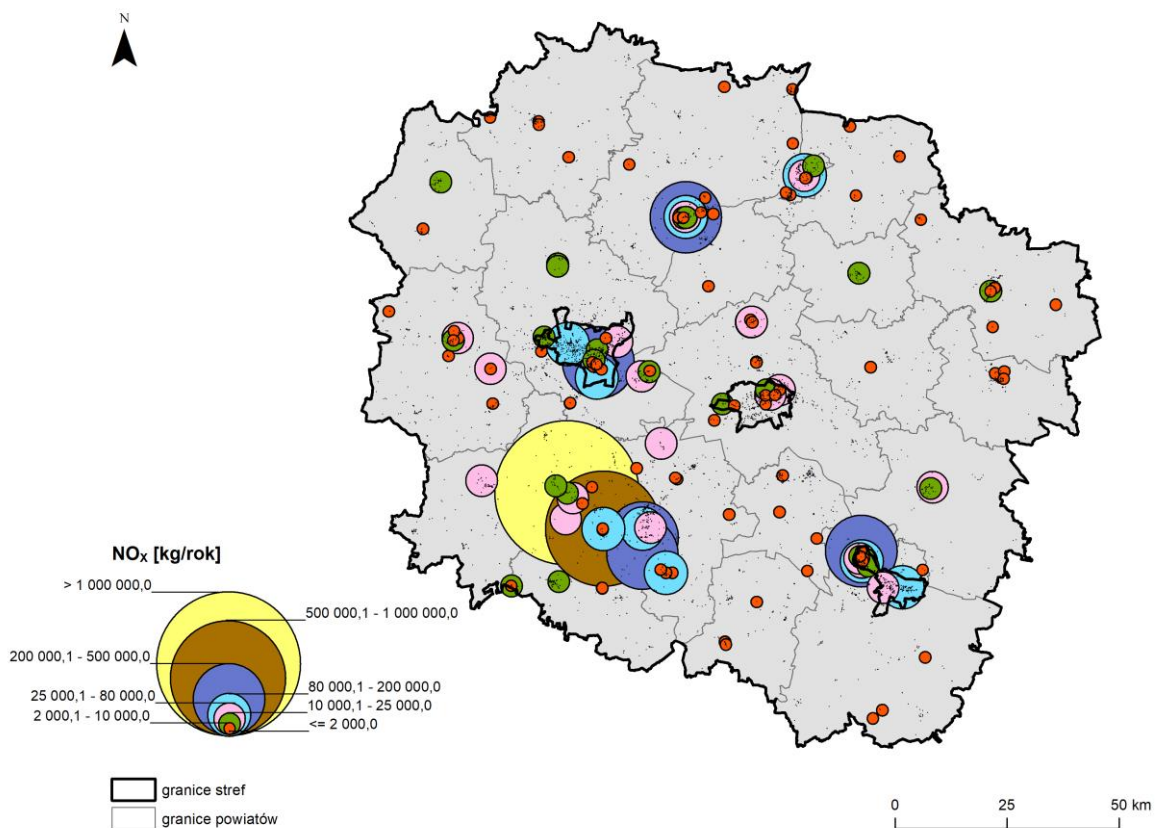 N
NOx [kg/rok]
> 1 000 000,0
500 000,1 - 1 000 000,0
200 000,1 - 500 000,0
80 000,1 - 200 000,0
25 000,1 - 80 000,0
10 000,1 - 25 000,0
2 000,1 - 10 000,0
<= 2 000,0
granice stref
granice powiatów
0 25 50 km